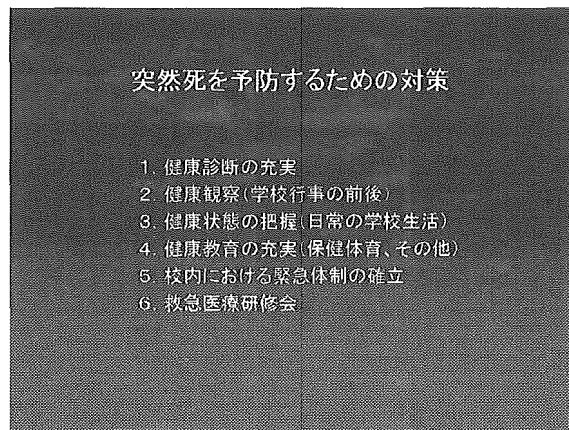 突然死を予防するための対策
1. 健康診断の充実
2. 健康観察(学校行事の前後)
3. 健康状態の把握(日常の学校生活)
4. 健康教育の充実(保健体育、その他)
5. 校内における緊急体制の確立
6. 救急医療研修会